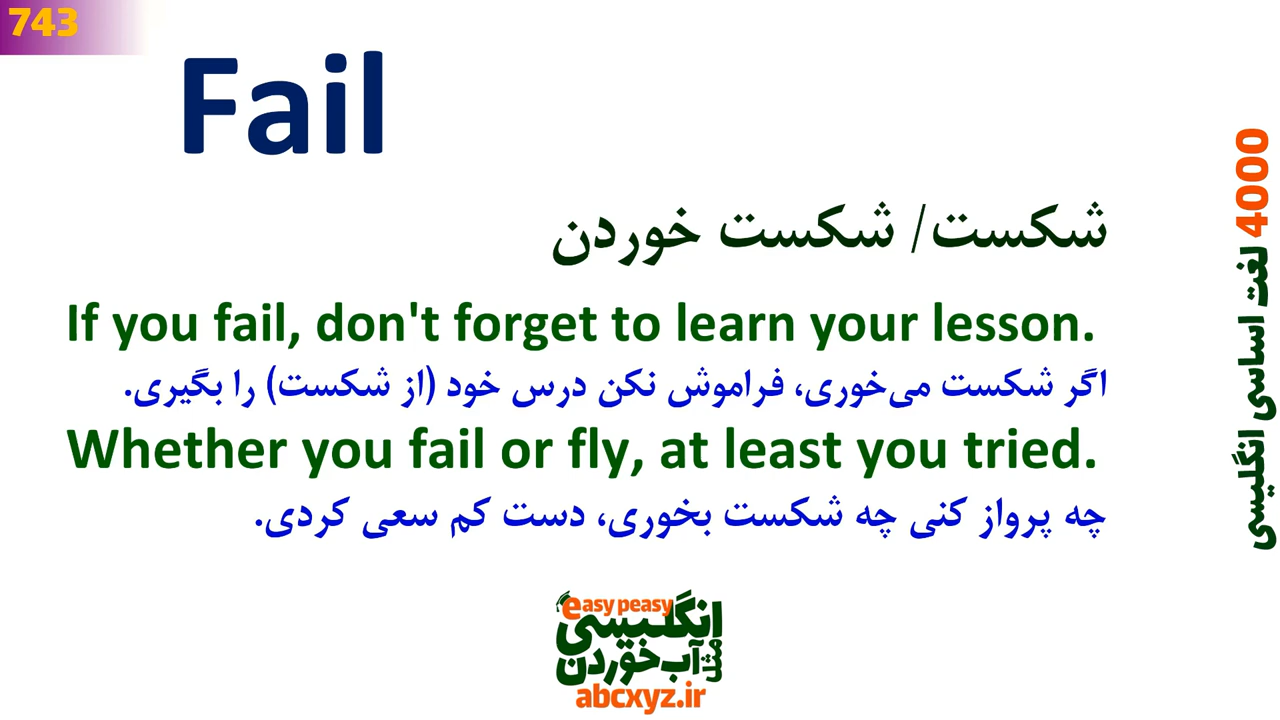 743
Fail
شکست/ شکست خوردن
If you fail, don't forget to learn your lesson.
اگر شکست می‌خوری، فراموش نکن درس خود (از شکست) را بگیری.
Whether you fail or fly, at least you tried.
چه پرواز کنی چه شکست بخوری، دست کم سعی کردی.
4000 لغت اساسی انگلیسی
easy peasy
انگلیسی
مثل آب خوردن
abcxyz.ir